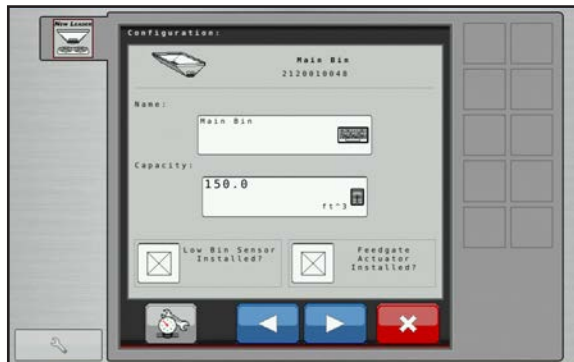 New Leader
Configuration:
Main Bin
2120010048
Name:
Main Bin
Capacity:
150.0
ft^3
Low Bin Sensor
Installed?
Feedgate
Actuator
Installed?